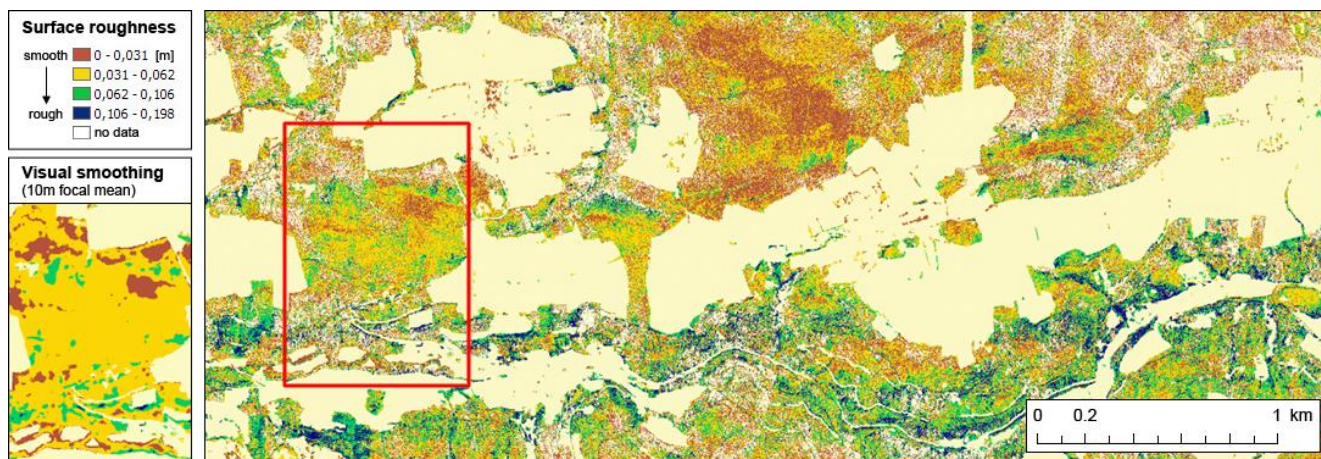 Surface roughness
smooth 0 - 0,031 [m]
0,031 - 0,062
0,062 - 0,106
rough 0,106 - 0,198
no data
Visual smoothing
(10m focal mean)
0 0.2 1 km